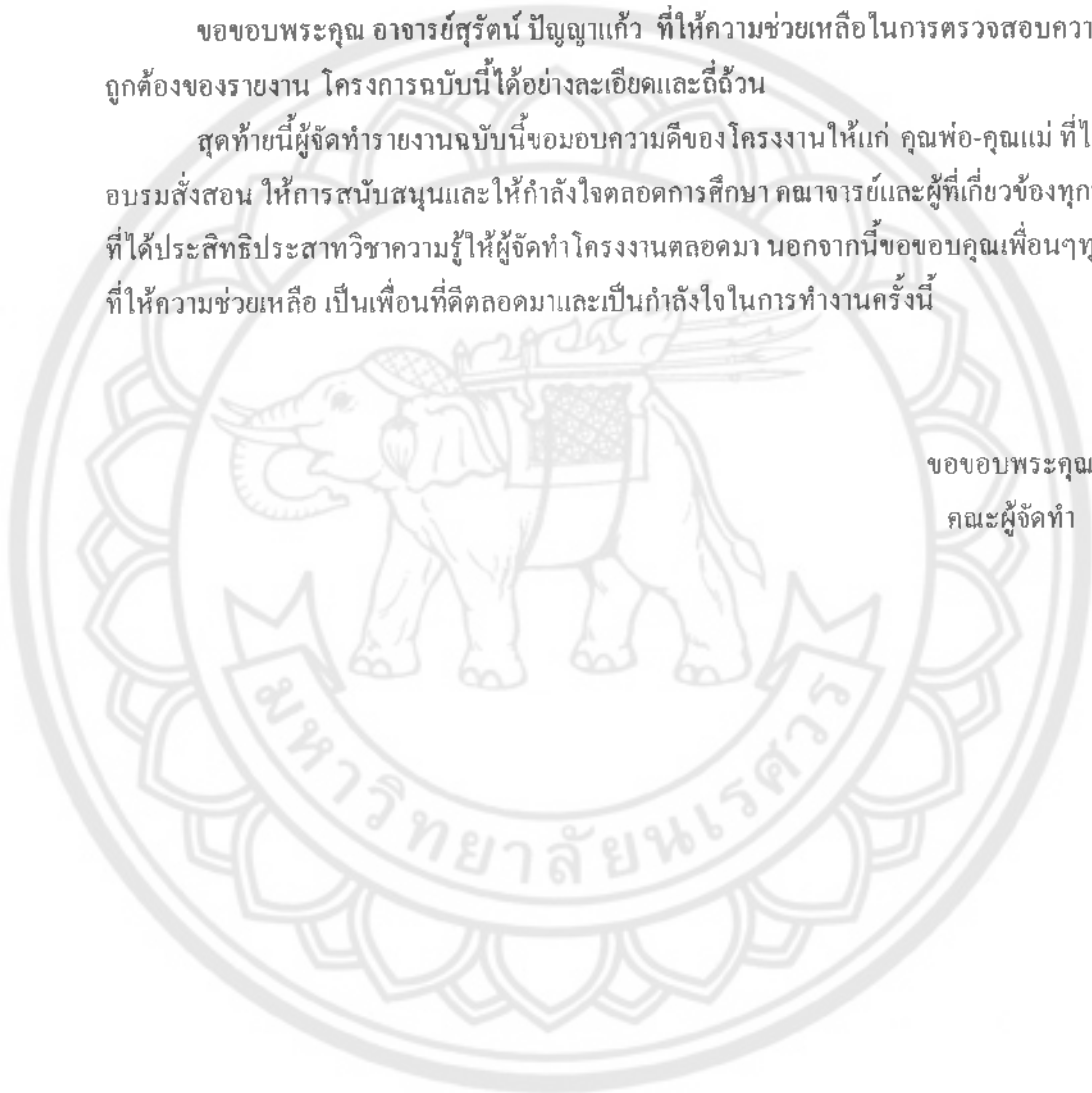 ขอขอบพระคุณ อาจารย์สุรัตน์ ปัญญาแก้ว ที่ให้ความช่วยเหลือในการตรวจสอบควา
ถูกต้องของรายงาน โครงการฉบับนี้ได้อย่างละเอียดและถี่ถ้วน
สุดท้ายนี้ผู้จัดทำรายงานฉบับนี้ขอมอบความดีของโครงงานให้แก่ คุณพ่อ-คุณแม่ ที่ไ
อบรมสั่งสอน ให้การสนับสนุนและให้กำลังใจตลอดการศึกษา คณาจารย์และผู้ที่เกี่ยวข้องทุก
ที่ได้ประสิทธิประสาทวิชาความรู้ให้ผู้จัดทำโครงงานตลอดมา นอกจากนี้ขอขอบคุณเพื่อนๆทุ
ที่ให้ความช่วยเหลือ เป็นเพื่อนที่ดีตลอดมาและเป็นกำลังใจในการทำงานครั้งนี้
ขอขอบพระคุณ
คณะผู้จัดทำ
มหาวิทยาลัยนเรศวร